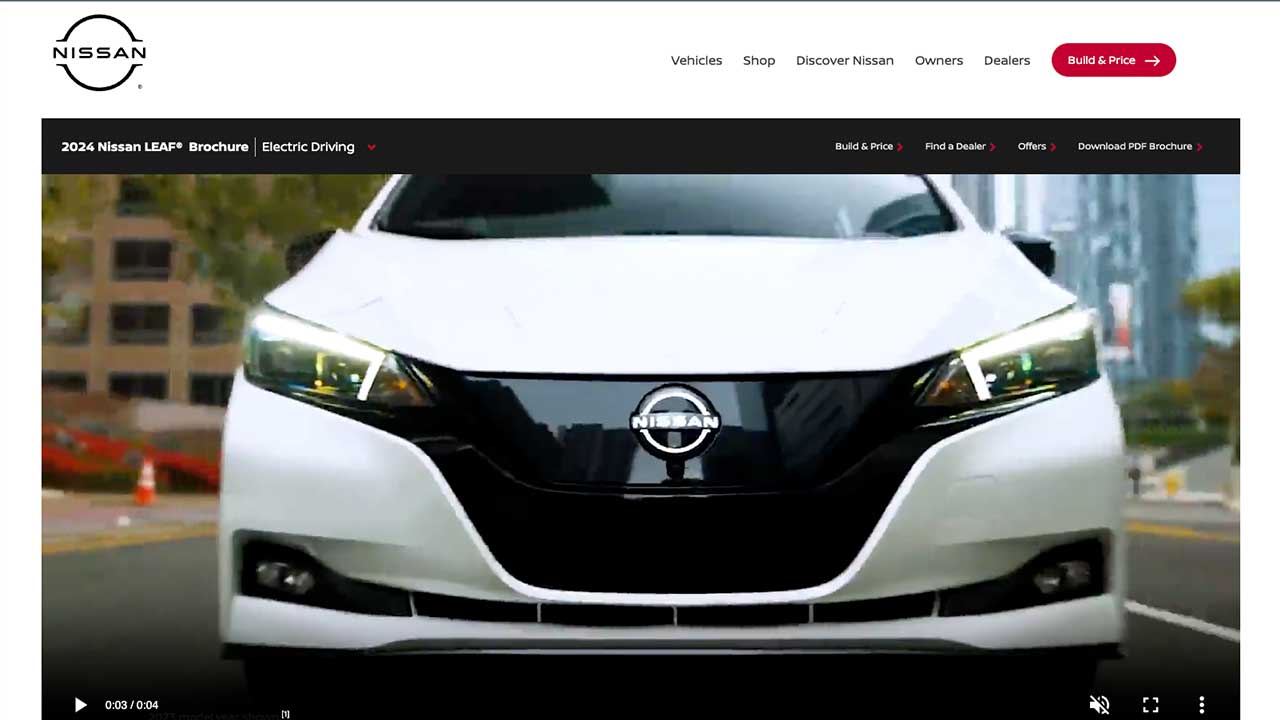 NISSAN
Vehicles Shop Discover Nissan Owners Dealers Build & Price
2024 Nissan LEAF® Brochure Electric Driving
Build & Price Find a Dealer Offers Download PDF Brochure
NISSAN
0:03 / 0:04
2023 model year shown [1]